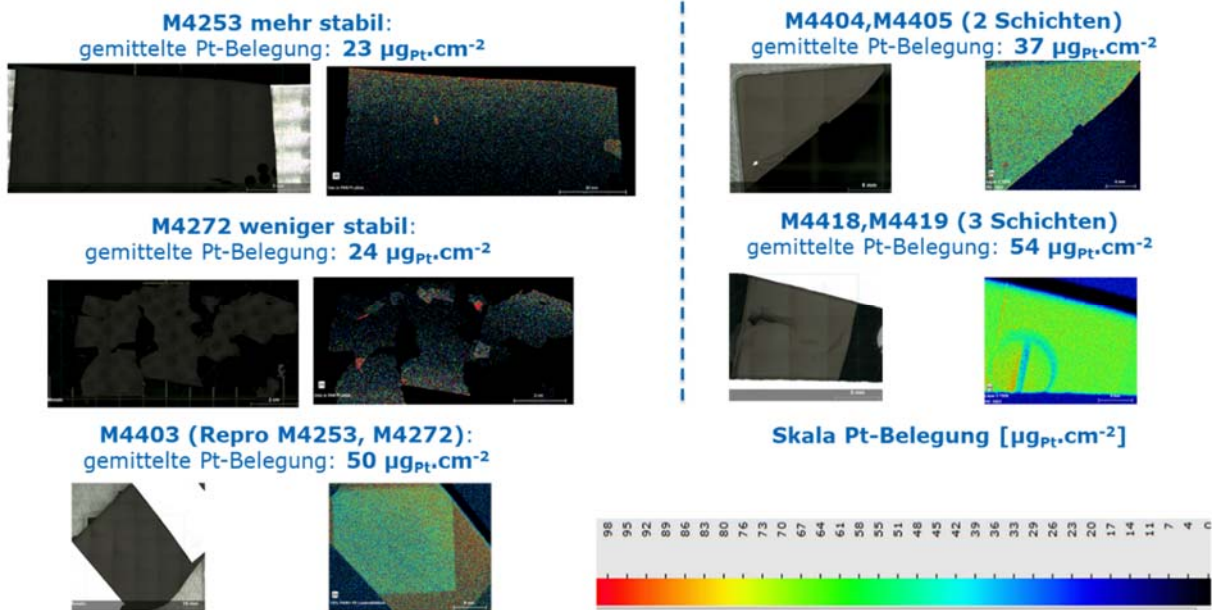 M4253 mehr stabil:
gemittelte Pt-Belegung: 23 µgPt.cm-2
M4272 weniger stabil:
gemittelte Pt-Belegung: 24 µgPt.cm-2
M4403 (Repro M4253, M4272):
gemittelte Pt-Belegung: 50 µgPt.cm-2
M4404,M4405 (2 Schichten)
gemittelte Pt-Belegung: 37 µgPt.cm-2
M4418,M4419 (3 Schichten)
gemittelte Pt-Belegung: 54 µgPt.cm-2
Skala Pt-Belegung [µgPt.cm-2]
98 95 92 89 86 83 80 76 73 70 67 64 61 58 55 51 48 45 42 39 36 33 29 26 23 20 17 14 11 7 4 0